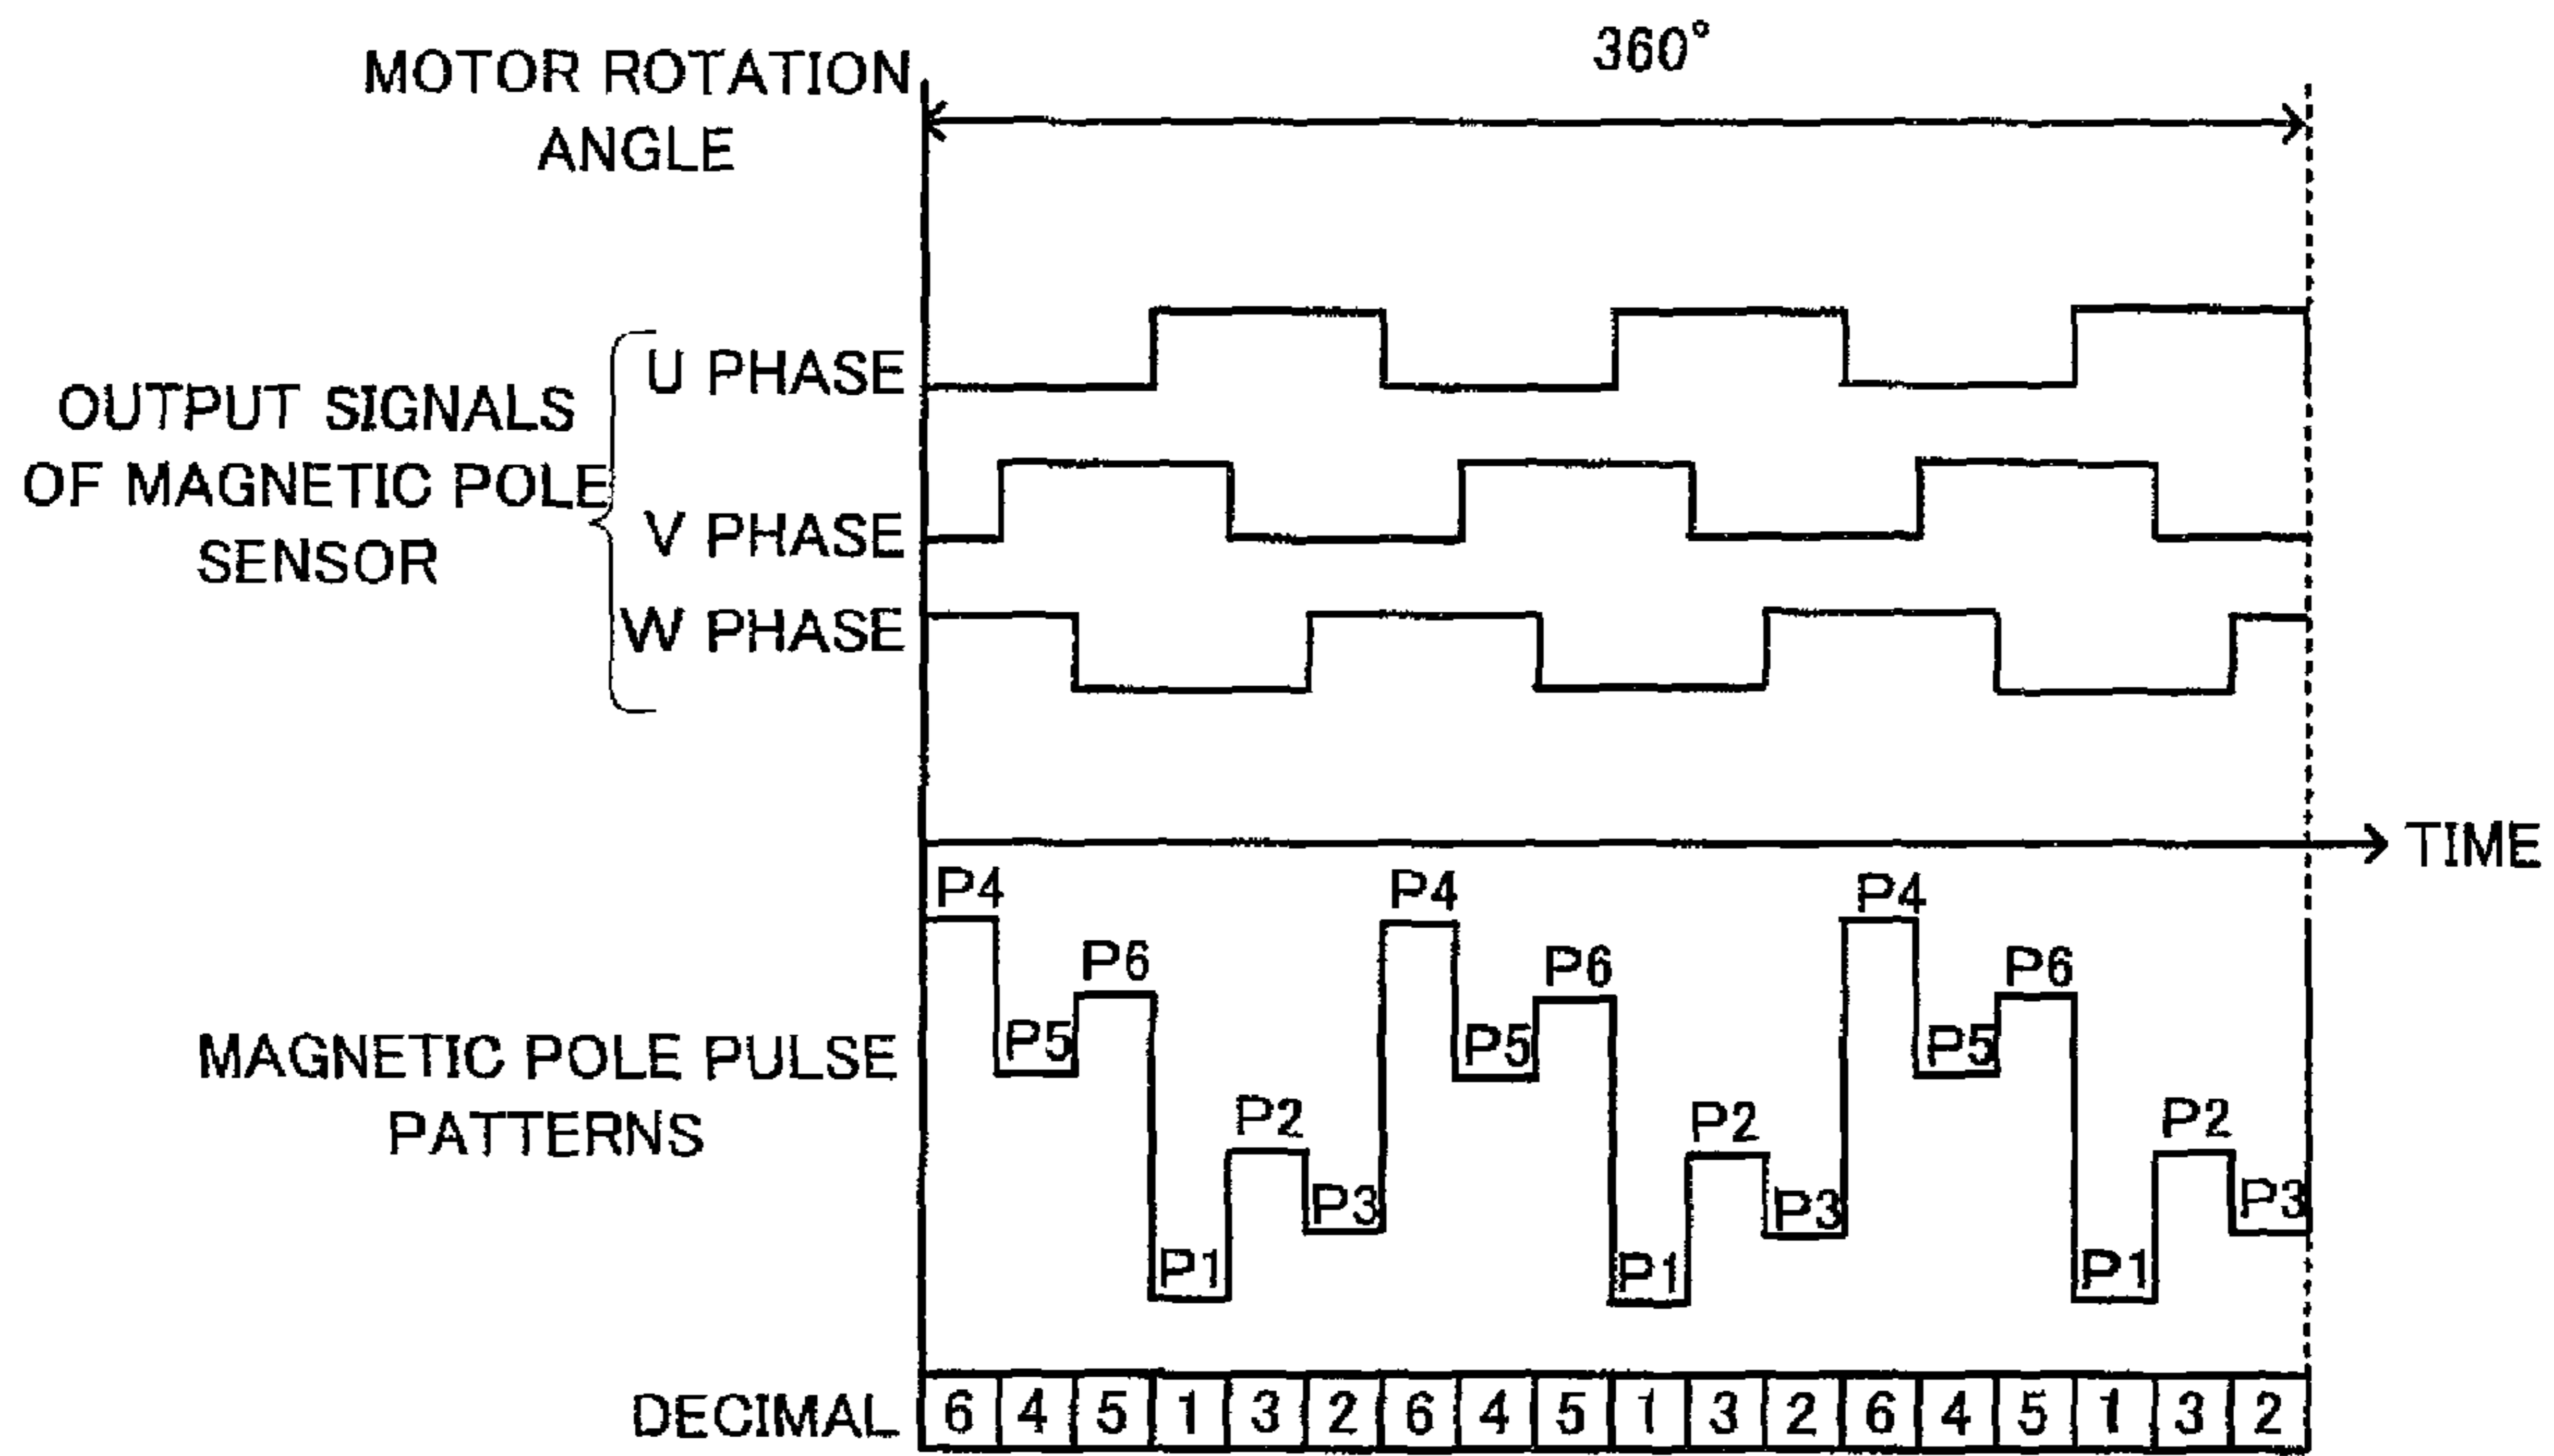 MOTOR ROTATION
ANGLE
360°
OUTPUT SIGNALS
OF MAGNETIC POLE
SENSOR
U PHASE
V PHASE
W PHASE
TIME
P4 P5 P6 P1 P2 P3 P4 P5 P6 P1 P2 P3 P4 P5 P6 P1 P2 P3
MAGNETIC POLE PULSE
PATTERNS
DECIMAL 6 4 5 1 3 2 6 4 5 1 3 2 6 4 5 1 3 2